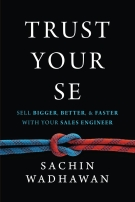 TRUST
YOUR
SE
SELL BIGGER, BETTER, & FASTER
WITH YOUR SALES ENGINEER
SACHIN
WADHAWAN